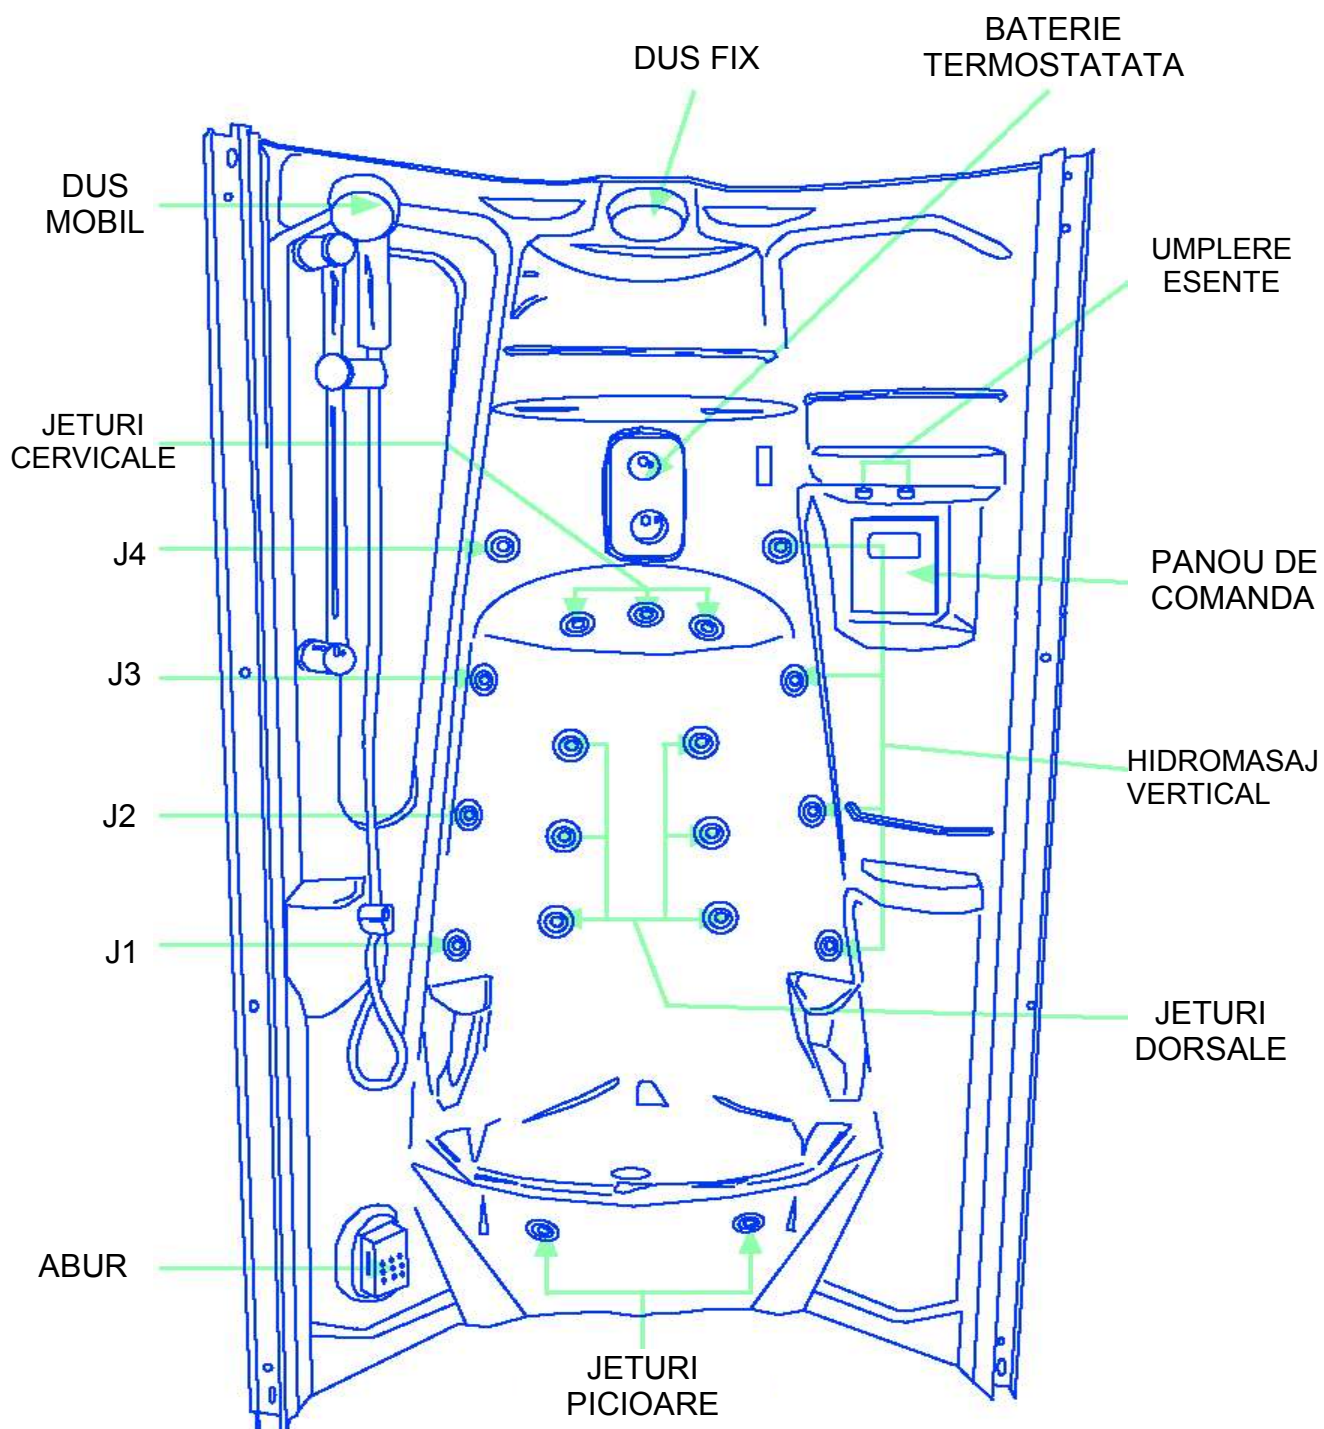 BATERIE
TERMOSTATATA
DUS FIX
DUS
MOBIL
UMPLERE
ESENTE
JETURI
CERVICALE
J4
PANOU DE
COMANDA
J3
HIDROMASAJ
VERTICAL
J2
J1
JETURI
DORSALE
ABUR
JETURI
PICIOARE